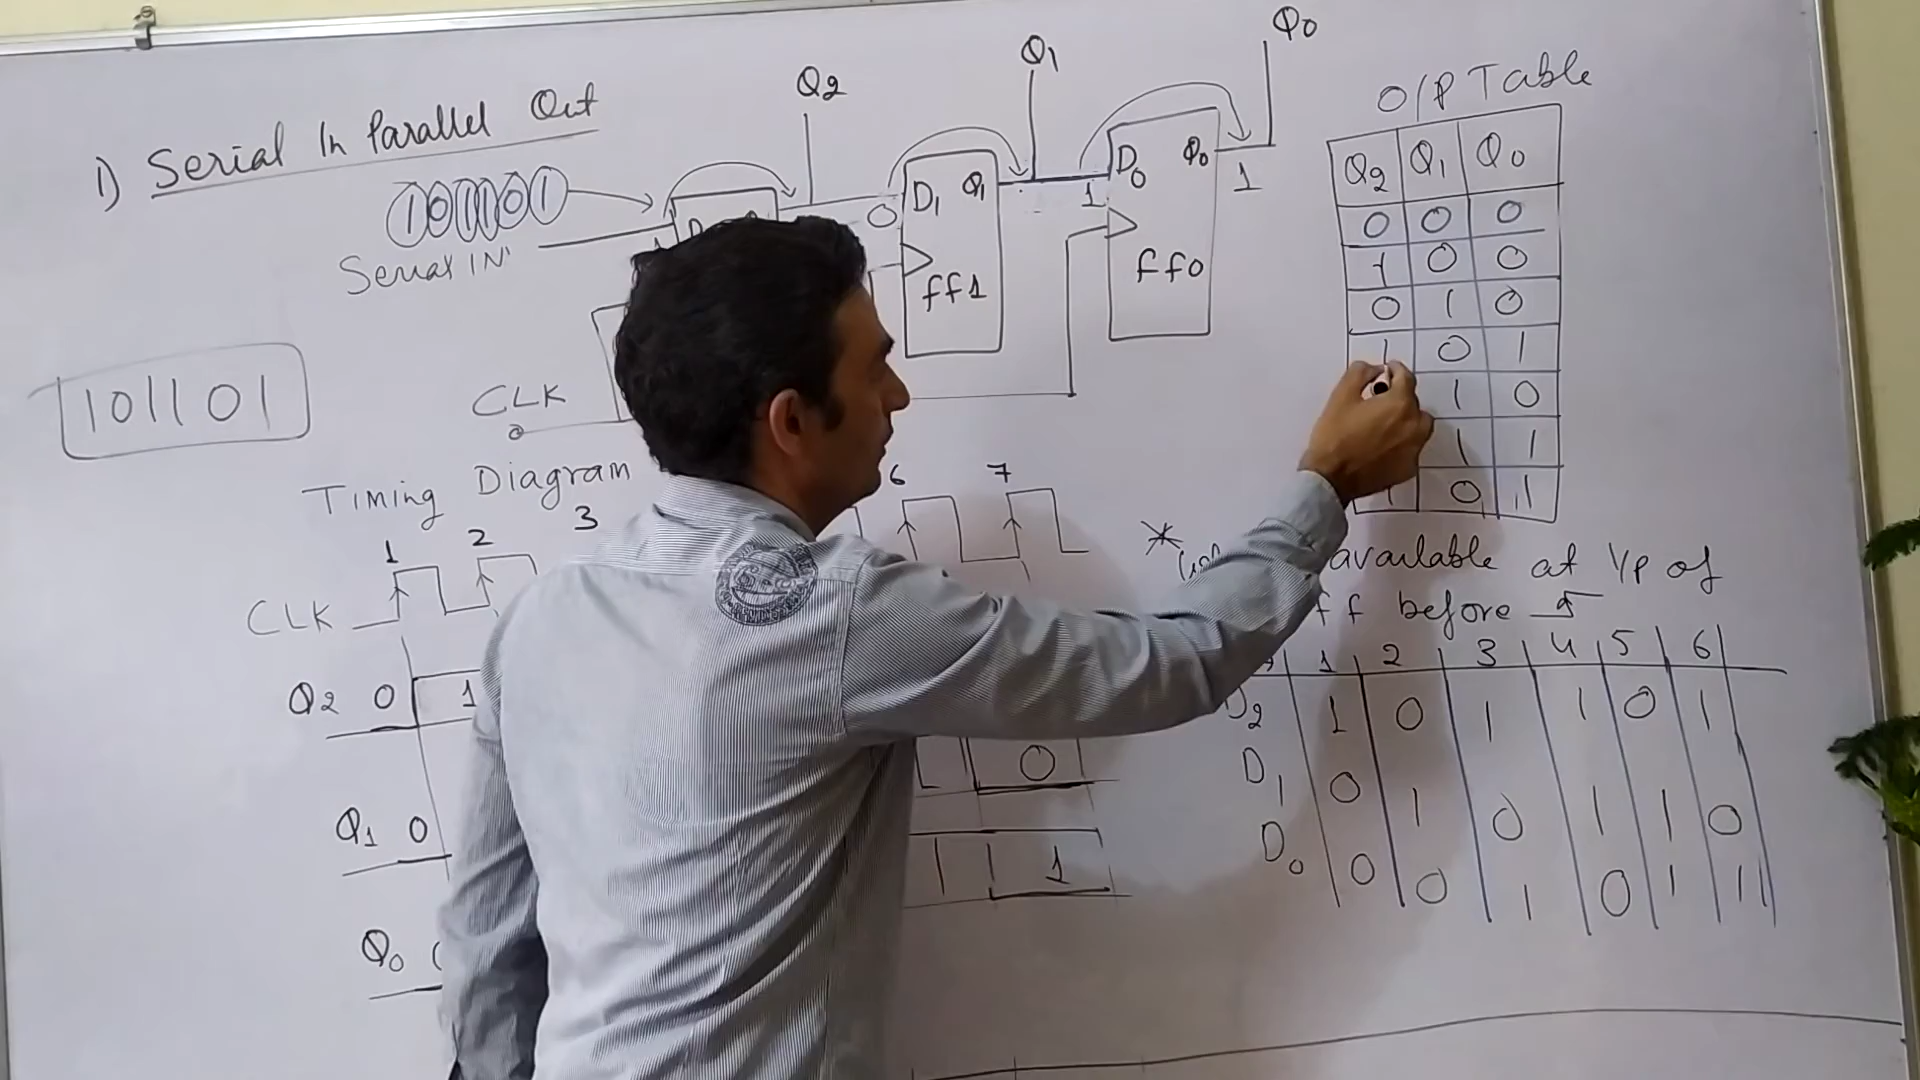 1) Serial In Parallel Out
Q2
Q1
Q0
101101
Serial IN
1
0
D1 Q1
ff1
1
D0 Q0
ff0
1
CLK
101101
O/P Table
Q2 Q1 Q0
0 0 0
1 0 0
0 1 0
1 0 1
1 0
1 1
1 0 1
Timing Diagram
1 2 3 6 7
CLK
Q2 0 1
0
Q1 0
1 1
Q0
* available at I/P of
ff before
1 2 3 4 5 6
D2 1 0 1 1 0 1
D1 0 1 0 1 1 0
D0 0 0 1 0 1 1